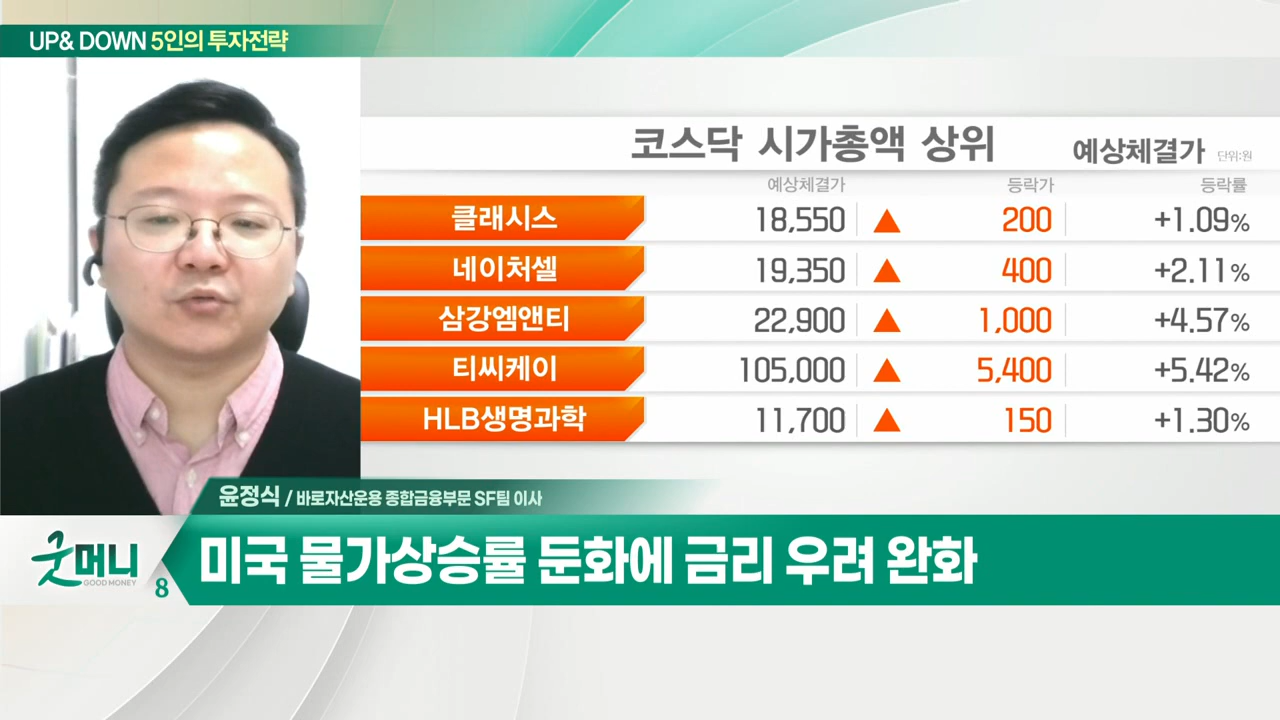 UP& DOWN 5인의 투자전략
코스닥 시가총액 상위 예상체결가 단위:원
예상체결가 등락가 등락률
클래시스 18,550 ▲ 200 +1.09%
네이처셀 19,350 ▲ 400 +2.11%
삼강엠앤티 22,900 ▲ 1,000 +4.57%
티씨케이 105,000 ▲ 5,400 +5.42%
HLB생명과학 11,700 ▲ 150 +1.30%
윤정식 / 바로자산운용 종합금융부문 SF팀 이사
굿머니
GOOD MONEY
8
미국 물가상승률 둔화에 금리 우려 완화